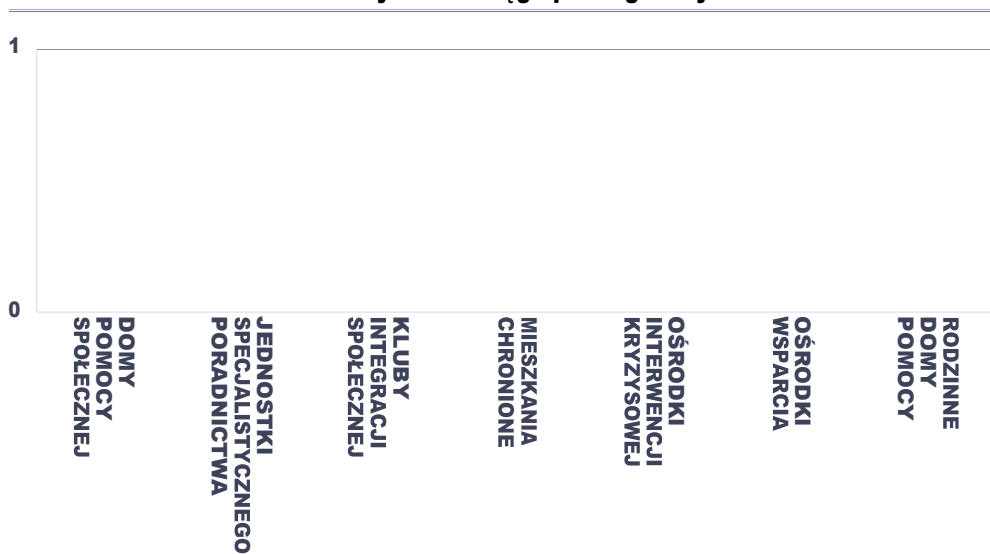 1
0
DOMY
POMOCY
SPOŁECZNEJ
JEDNOSTKI
SPECJALISTYCZNEGO
PORADNICTWA
KLUBY
INTEGRACJI
SPOŁECZNEJ
MIESZKANIA
CHRONIONE
OŚRODKI
INTERWENCJI
KRYZYSOWEJ
OŚRODKI
WSPARCIA
RODZINNE
DOMY
POMOCY